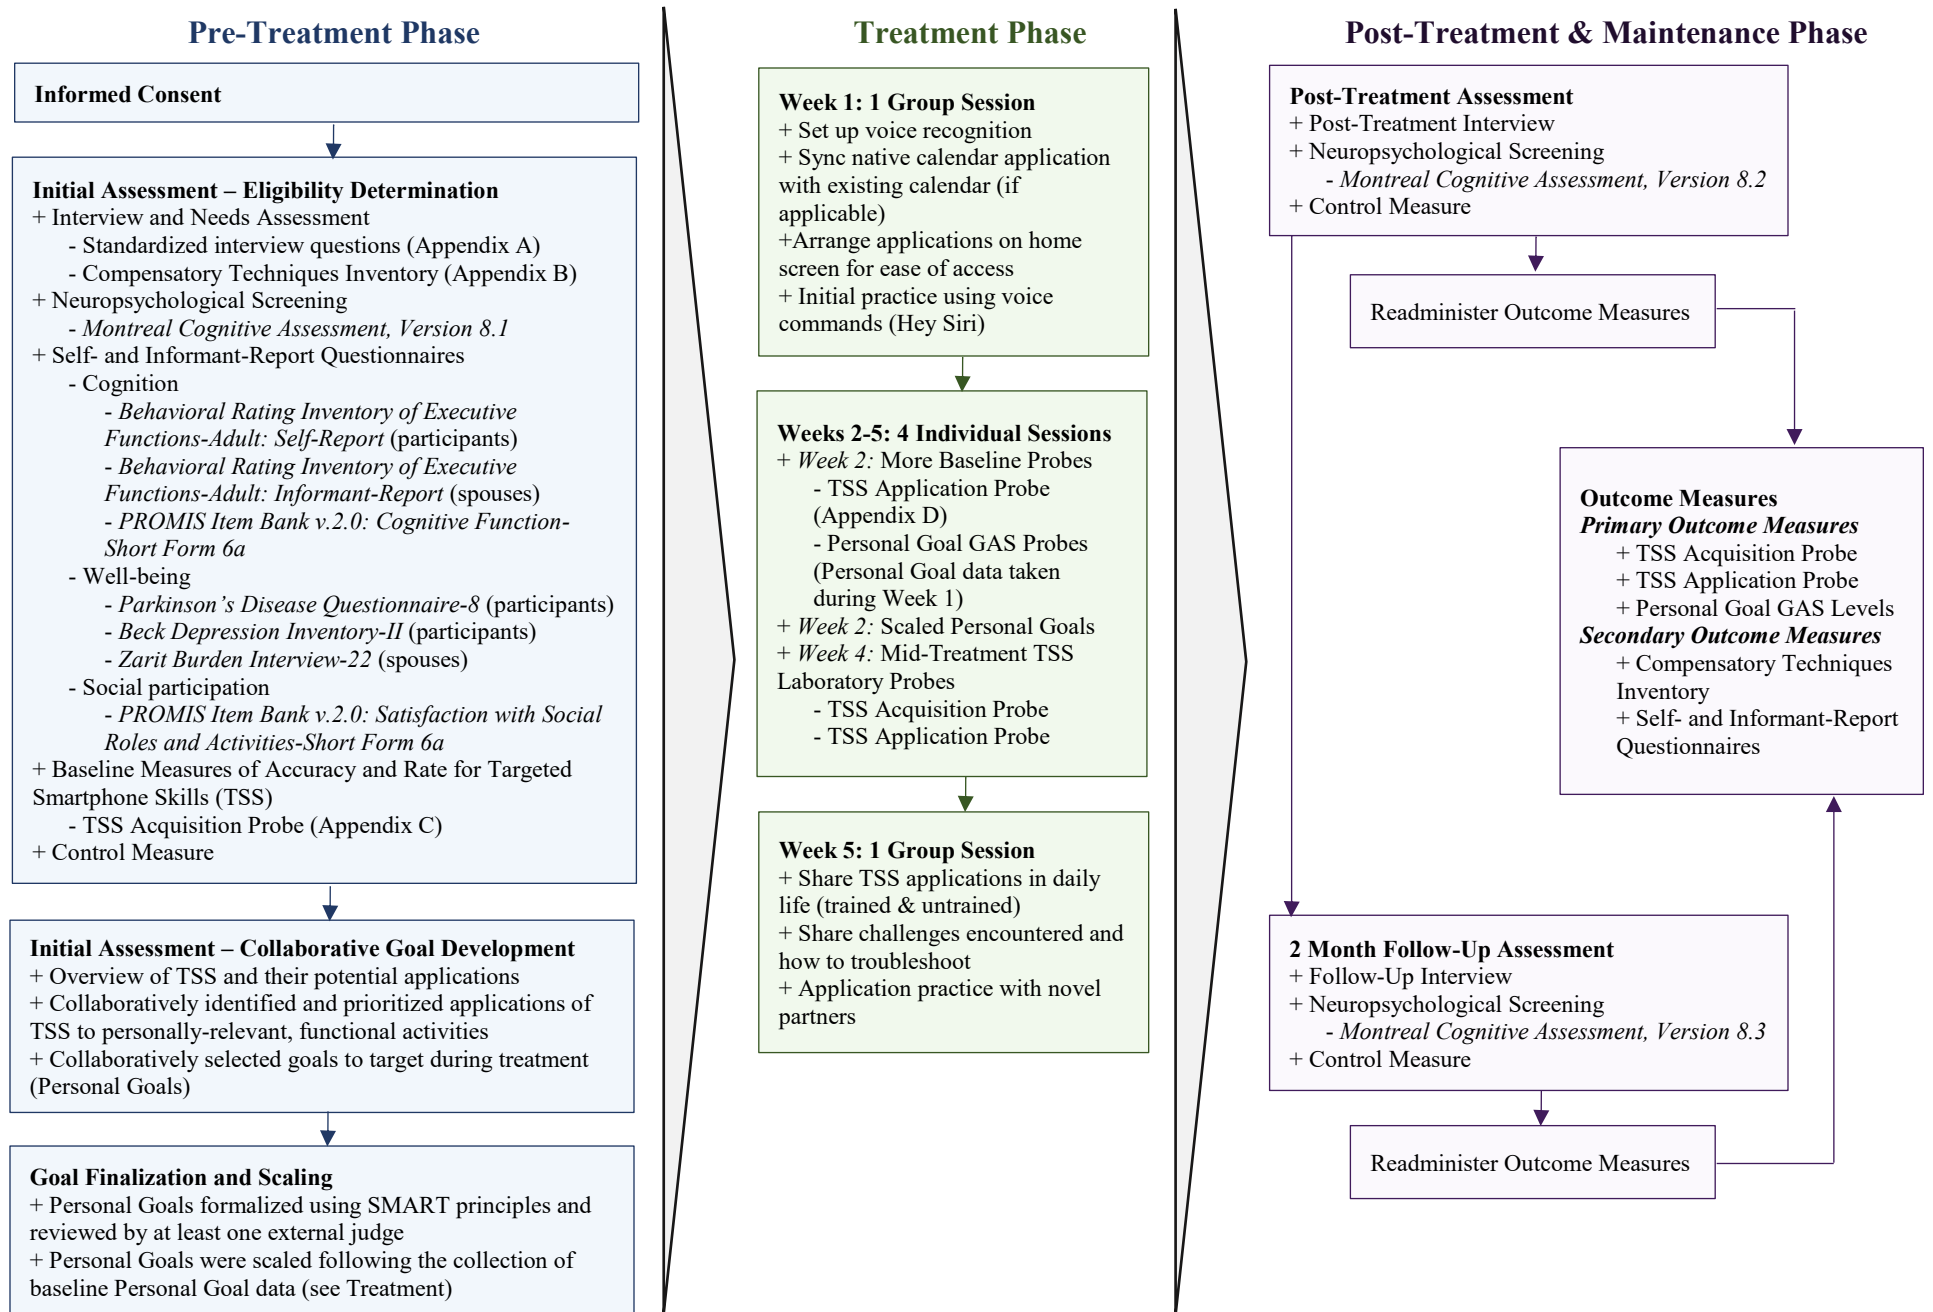 Pre-Treatment Phase
Informed Consent
Initial Assessment – Eligibility Determination
+ Interview and Needs Assessment
- Standardized interview questions (Appendix A)
- Compensatory Techniques Inventory (Appendix B)
+ Neuropsychological Screening
- Montreal Cognitive Assessment, Version 8.1
+ Self- and Informant-Report Questionnaires
- Cognition
- Behavioral Rating Inventory of Executive
Functions-Adult: Self-Report (participants)
- Behavioral Rating Inventory of Executive
Functions-Adult: Informant-Report (spouses)
- PROMIS Item Bank v.2.0: Cognitive Function-
Short Form 6a
- Well-being
- Parkinson’s Disease Questionnaire-8 (participants)
- Beck Depression Inventory-II (participants)
- Zarit Burden Interview-22 (spouses)
- Social participation
- PROMIS Item Bank v.2.0: Satisfaction with Social
Roles and Activities-Short Form 6a
+ Baseline Measures of Accuracy and Rate for Targeted
Smartphone Skills (TSS)
- TSS Acquisition Probe (Appendix C)
+ Control Measure
Initial Assessment – Collaborative Goal Development
+ Overview of TSS and their potential applications
+ Collaboratively identified and prioritized applications of
TSS to personally-relevant, functional activities
+ Collaboratively selected goals to target during treatment
(Personal Goals)
Goal Finalization and Scaling
+ Personal Goals formalized using SMART principles and
reviewed by at least one external judge
+ Personal Goals were scaled following the collection of
baseline Personal Goal data (see Treatment)
Treatment Phase
Week 1: 1 Group Session
+ Set up voice recognition
+ Sync native calendar application
with existing calendar (if
applicable)
+Arrange applications on home
screen for ease of access
+ Initial practice using voice
commands (Hey Siri)
Weeks 2-5: 4 Individual Sessions
+ Week 2: More Baseline Probes
- TSS Application Probe
(Appendix D)
- Personal Goal GAS Probes
(Personal Goal data taken
during Week 1)
+ Week 2: Scaled Personal Goals
+ Week 4: Mid-Treatment TSS
Laboratory Probes
- TSS Acquisition Probe
- TSS Application Probe
Week 5: 1 Group Session
+ Share TSS applications in daily
life (trained & untrained)
+ Share challenges encountered and
how to troubleshoot
+ Application practice with novel
partners
Post-Treatment & Maintenance Phase
Post-Treatment Assessment
+ Post-Treatment Interview
+ Neuropsychological Screening
- Montreal Cognitive Assessment, Version 8.2
+ Control Measure
Readminister Outcome Measures
Outcome Measures
Primary Outcome Measures
+ TSS Acquisition Probe
+ TSS Application Probe
+ Personal Goal GAS Levels
Secondary Outcome Measures
+ Compensatory Techniques
Inventory
+ Self- and Informant-Report
Questionnaires
2 Month Follow-Up Assessment
+ Follow-Up Interview
+ Neuropsychological Screening
- Montreal Cognitive Assessment, Version 8.3
+ Control Measure
Readminister Outcome Measures